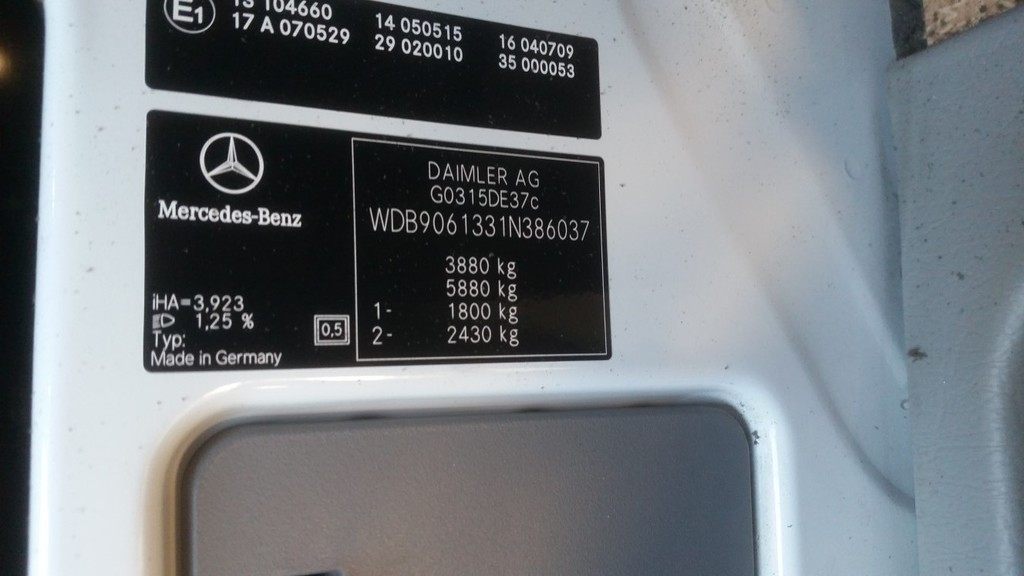 E1
13 104660 14 050515 16 040709
17 A 070529 29 020010 35 000053
Mercedes-Benz
DAIMLER AG
G0315DE37c
WDB9061331N386037
3880 kg
5880 kg
1- 1800 kg
2- 2430 kg
iHA=3,923
1,25 %
Typ:
0,5
Made in Germany